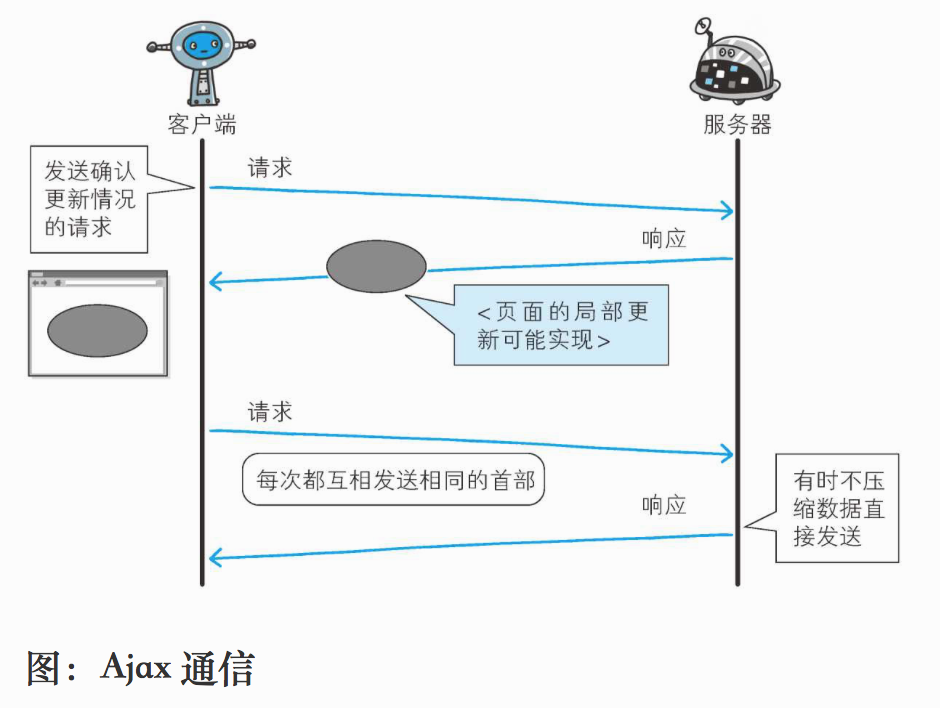 客户端
服务器
发送确认
更新情况
的请求
请求
响应
<页面的局部更
新可能实现>
请求
每次都互相发送相同的首部
响应
有时不压
缩数据直
接发送
图：Ajax 通信